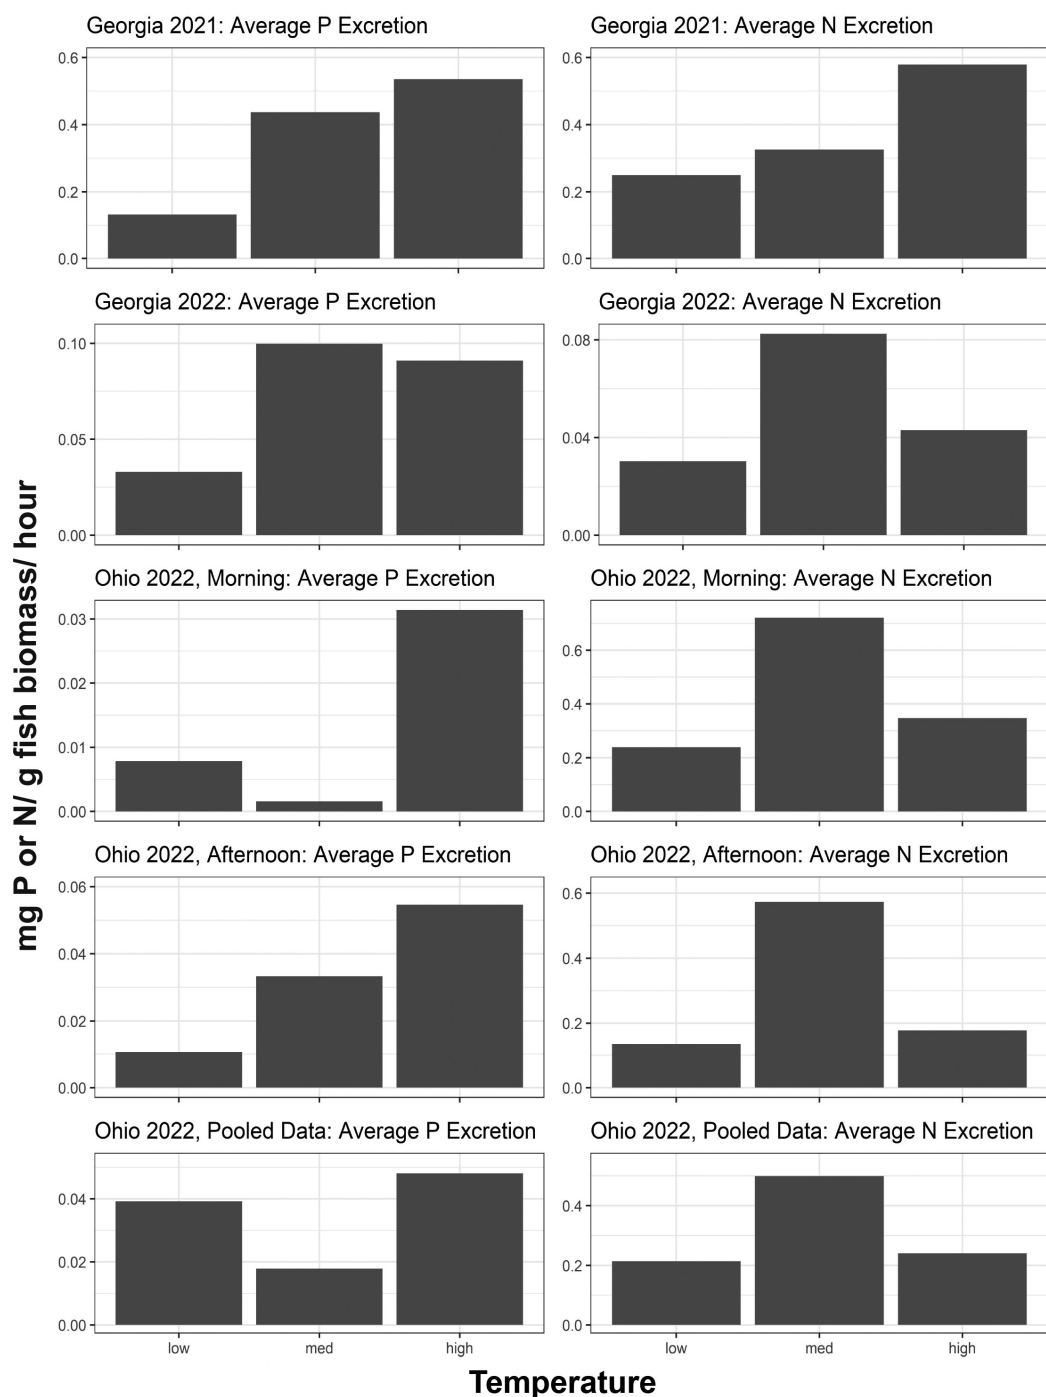 Georgia 2021: Average P Excretion
Georgia 2021: Average N Excretion
0.6
0.4
0.2
0.0
0.6
0.4
0.2
0.0
Georgia 2022: Average P Excretion
Georgia 2022: Average N Excretion
0.10
0.05
0.00
0.08
0.04
0.00
mg P or N/ g fish biomass/ hour
Ohio 2022, Morning: Average P Excretion
Ohio 2022, Morning: Average N Excretion
0.03
0.02
0.01
0.00
0.6
0.4
0.2
0.0
Ohio 2022, Afternoon: Average P Excretion
Ohio 2022, Afternoon: Average N Excretion
0.06
0.04
0.02
0.00
0.6
0.4
0.2
0.0
Ohio 2022, Pooled Data: Average P Excretion
Ohio 2022, Pooled Data: Average N Excretion
0.04
0.02
0.00
0.4
0.2
0.0
low med high
low med high
Temperature